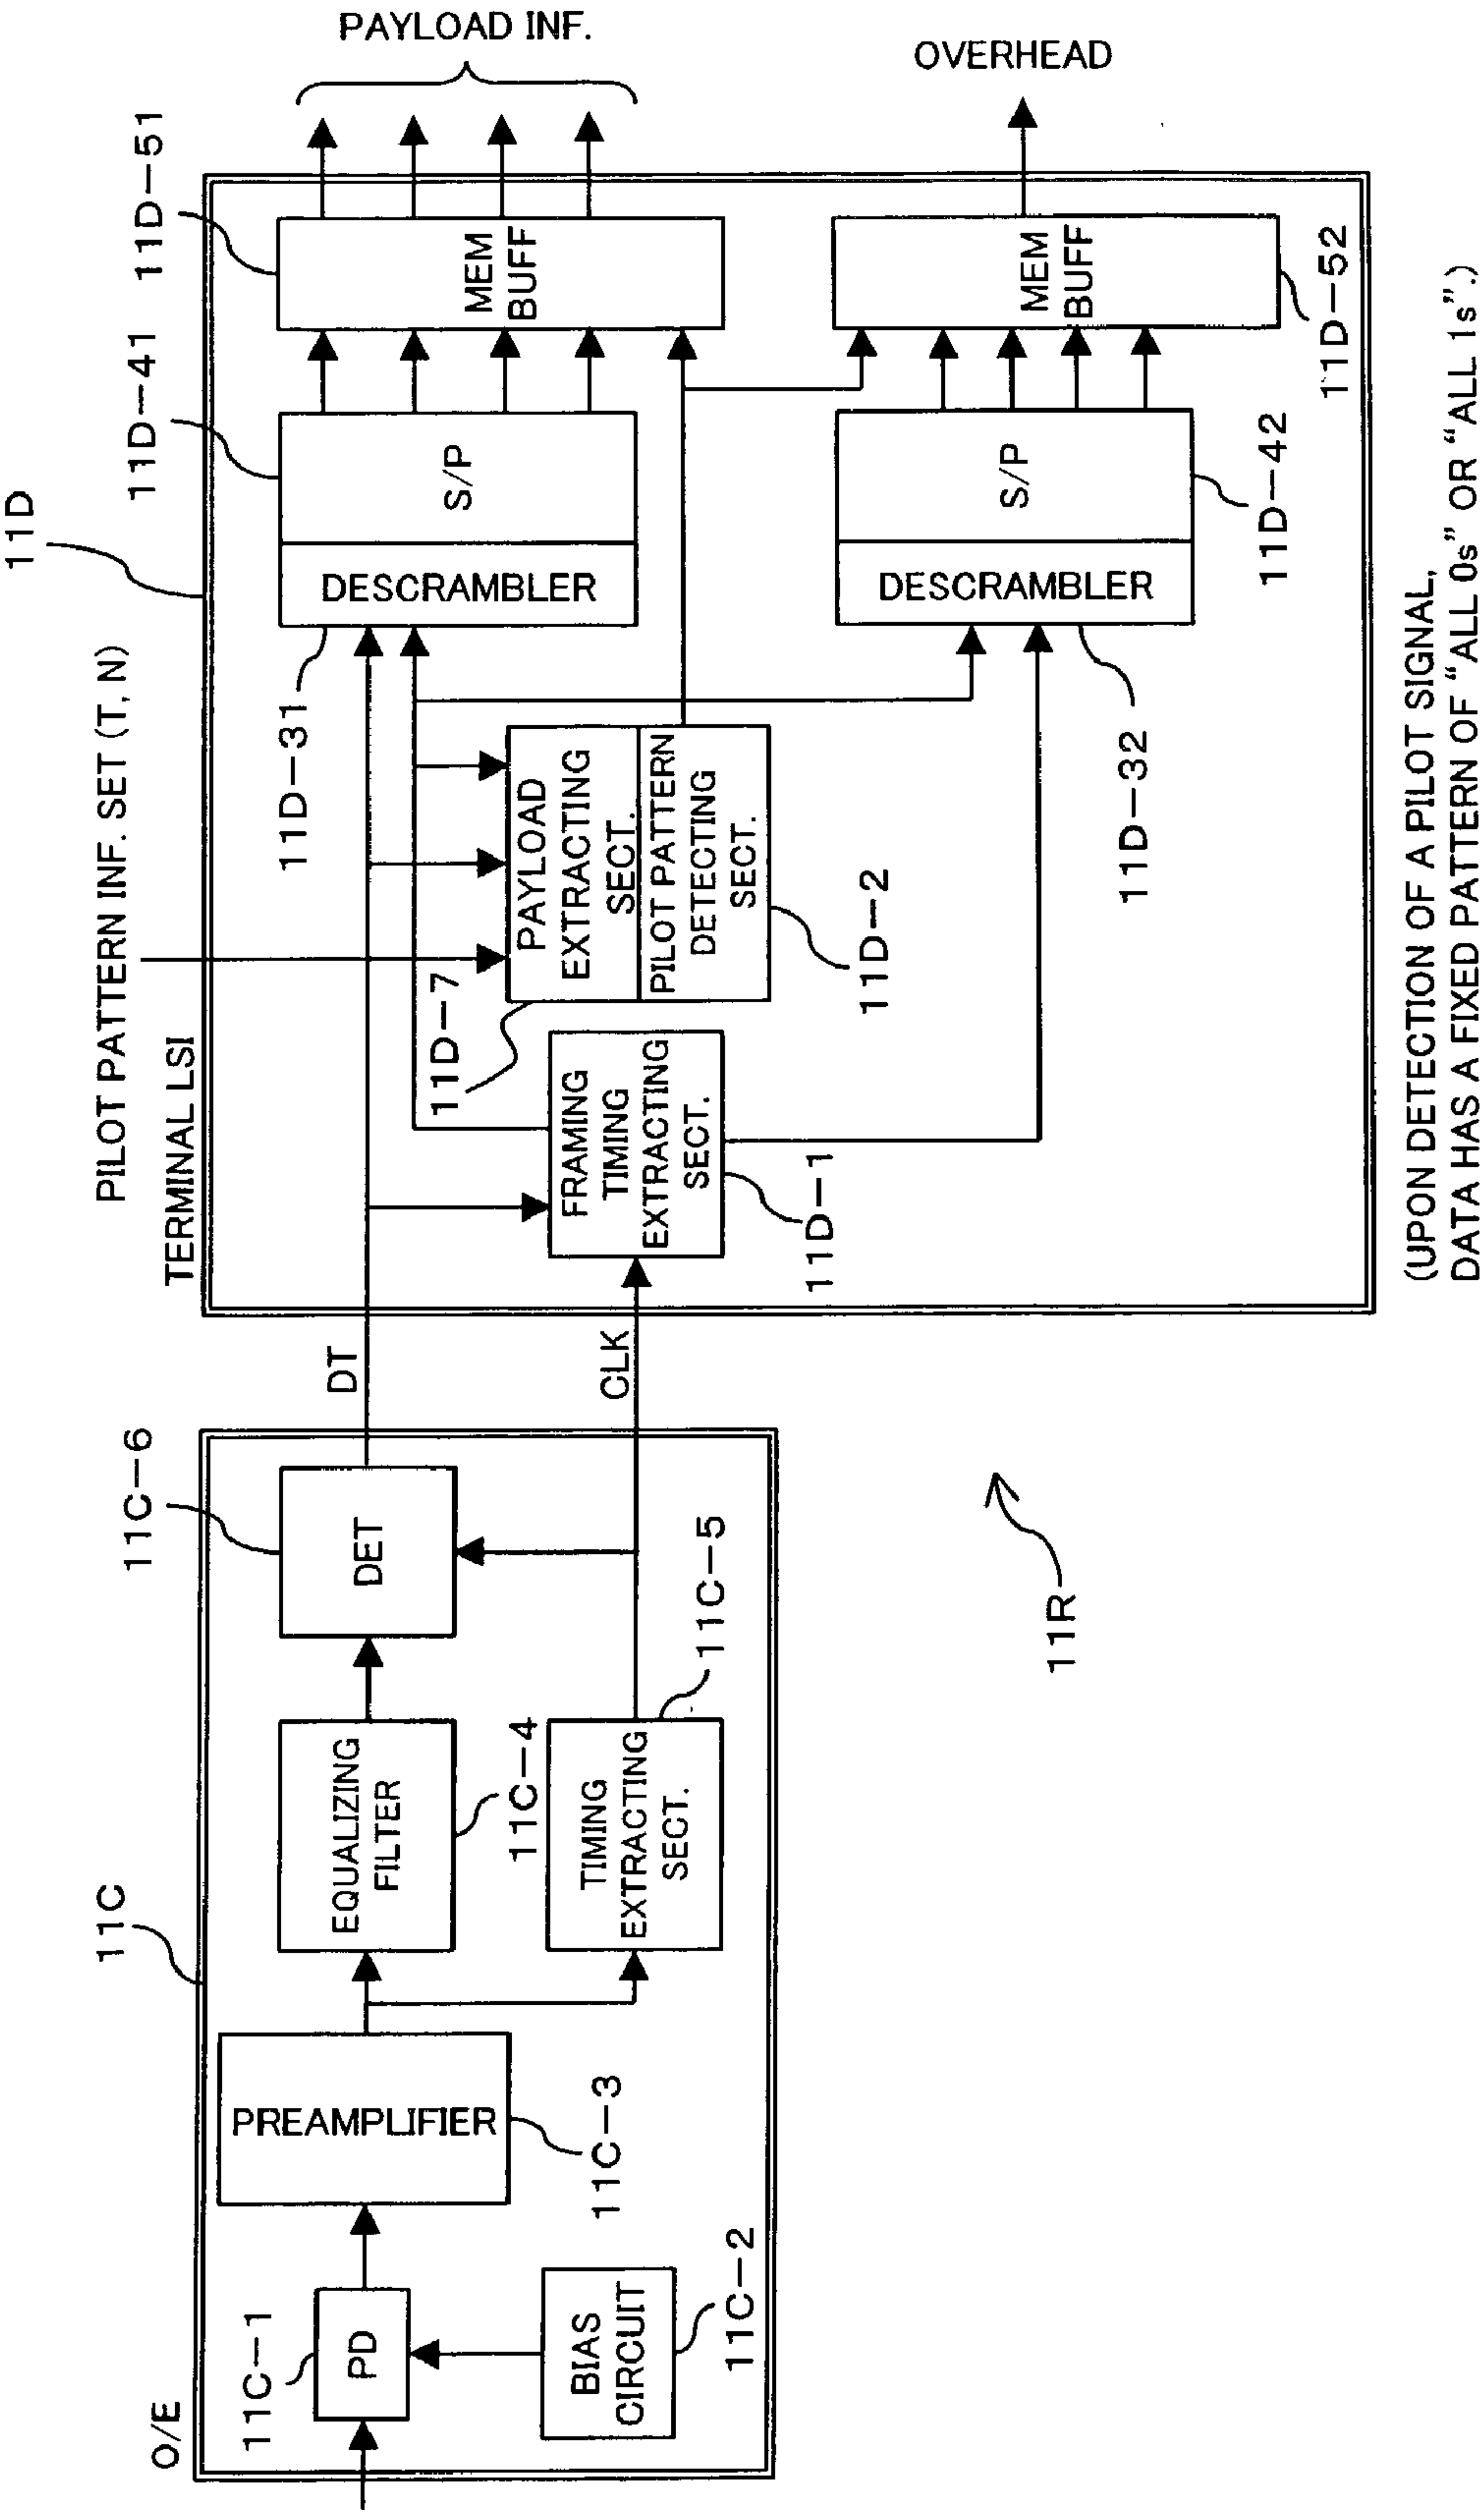 O/E
11C
11C-1
PD
BIAS
CIRCUIT
11C-2
PREAMPLIFIER
11C-3
EQUALIZING
FILTER
11C-4
TIMING
EXTRACTING
SECT.
11C-5
DET
11C-6
DT
CLK
11R
TERMINAL LSI
PILOT PATTERN INF. SET (T, N)
11D
FRAMING
TIMING
EXTRACTING
SECT.
11D-1
11D-7
PAYLOAD
EXTRACTING
SECT.
PILOT PATTERN
DETECTING
SECT.
11D-2
11D-31
DESCRAMBLER
S/P
11D-41
MEM
BUFF
11D-51
PAYLOAD INF.
11D-32
DESCRAMBLER
S/P
11D-42
MEM
BUFF
11D-52
OVERHEAD
(UPON DETECTION OF A PILOT SIGNAL,
DATA HAS A FIXED PATTERN OF “ALL 0s” OR “ALL 1s”.)